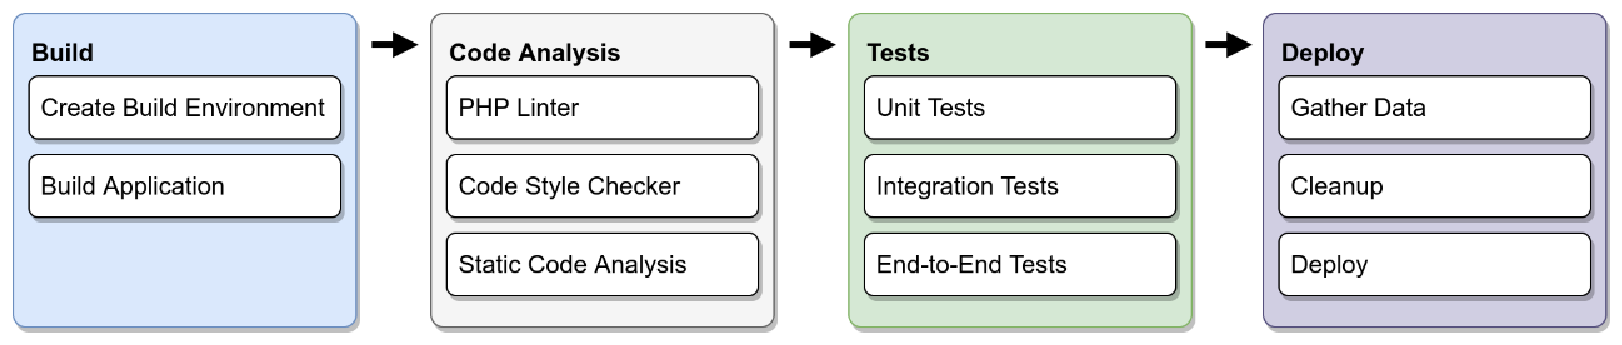 Build
Create Build Environment
Build Application
Code Analysis
PHP Linter
Code Style Checker
Static Code Analysis
Tests
Unit Tests
Integration Tests
End-to-End Tests
Deploy
Gather Data
Cleanup
Deploy